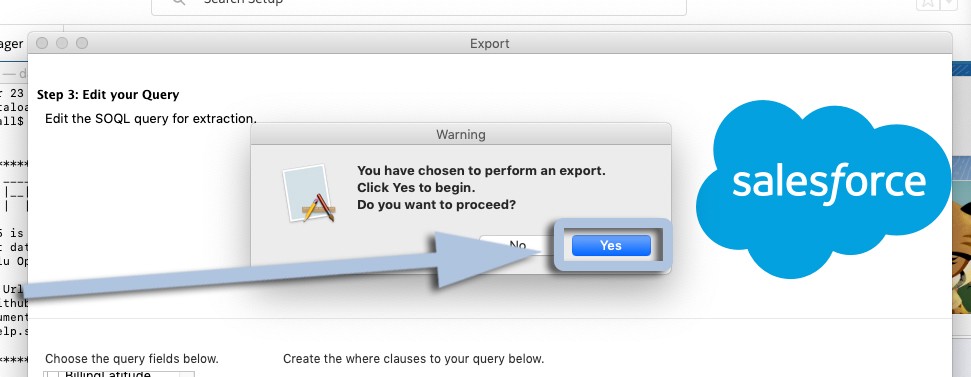 Search Setup
ager
Export
Step 3: Edit your Query
Edit the SOQL query for extraction.
Warning
You have chosen to perform an export.
Click Yes to begin.
Do you want to proceed?
No
Yes
salesforce
Choose the query fields below.
Create the where clauses to your query below.
BillingLatitude